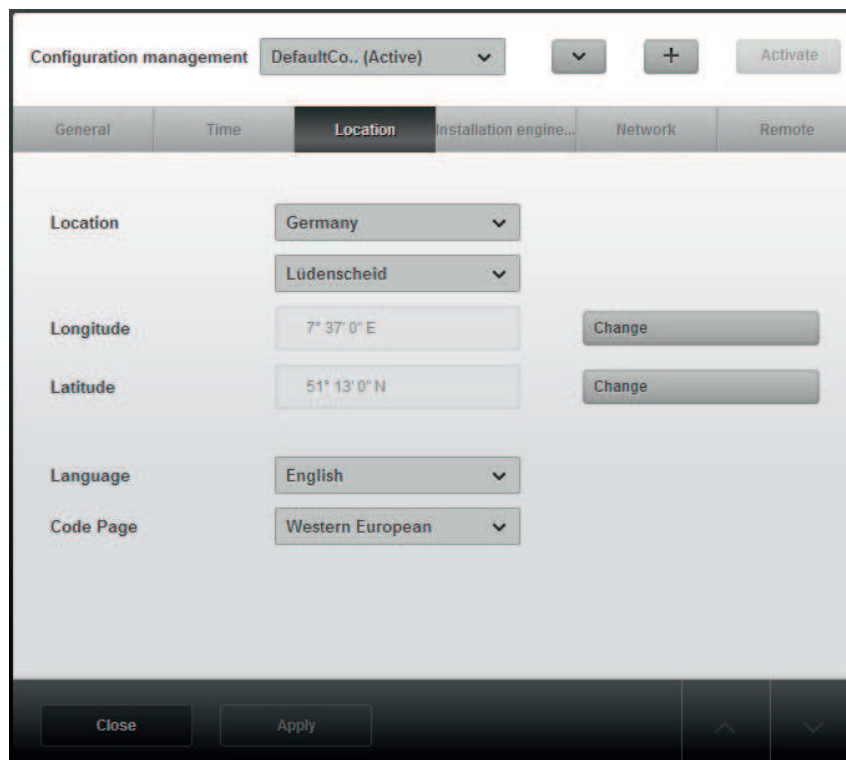 Configuration management DefaultCo.. (Active) Activate
General Time Location Installation engine... Network Remote
Location Germany
Lüdenscheid
Longitude 7° 37' 0" E Change
Latitude 51° 13' 0" N Change
Language English
Code Page Western European
Close Apply